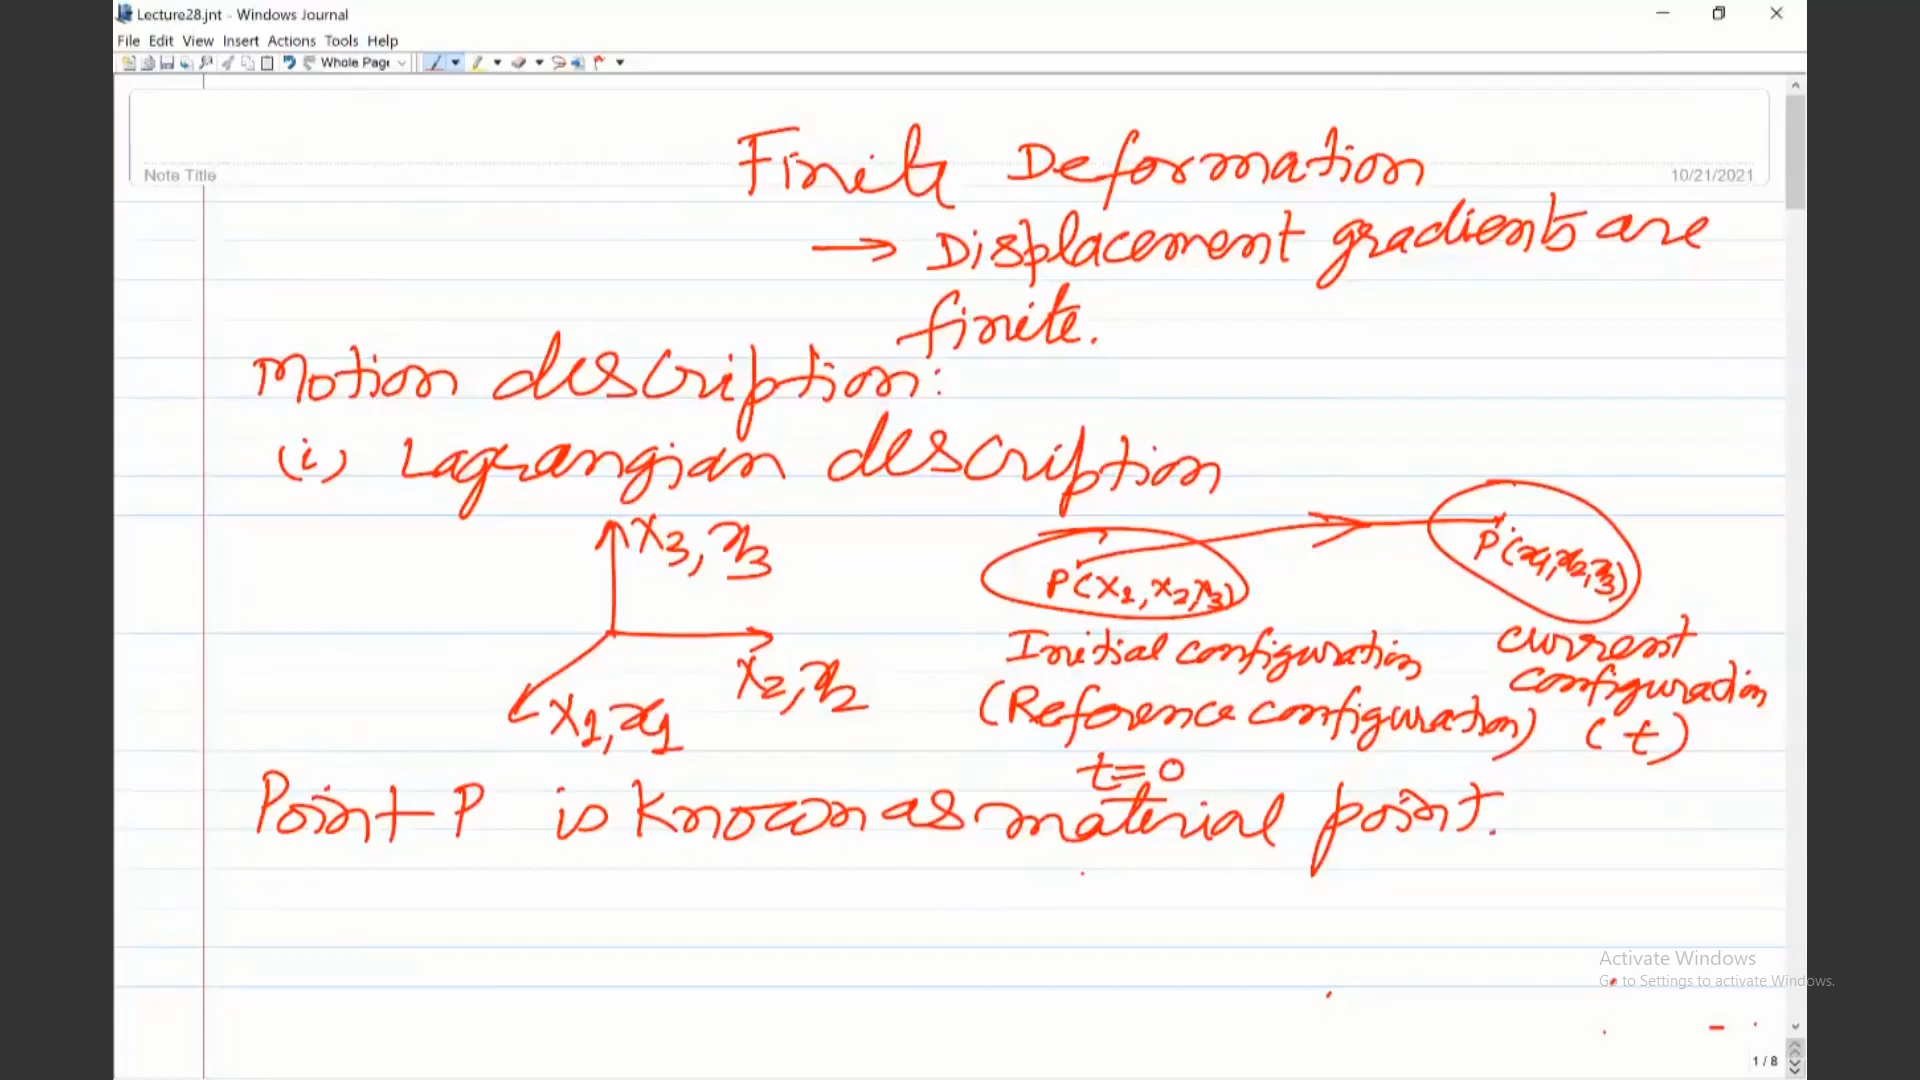 Lecture28.jnt - Windows Journal
File Edit View Insert Actions Tools Help
Whole Page
Note Title
10/21/2021
Finite Deformation
→ Displacement gradients are
finite.
Motion description:
(i) Lagrangian description
X3, x3
X2, x2
X1, x1
P(X1, X2, X3)
P(x1, x2, x3)
Initial configuration
(Reference configuration)
t=0
current
configuration
(t)
Point P is known as material point.
Activate Windows
Go to Settings to activate Windows.
1 / 8